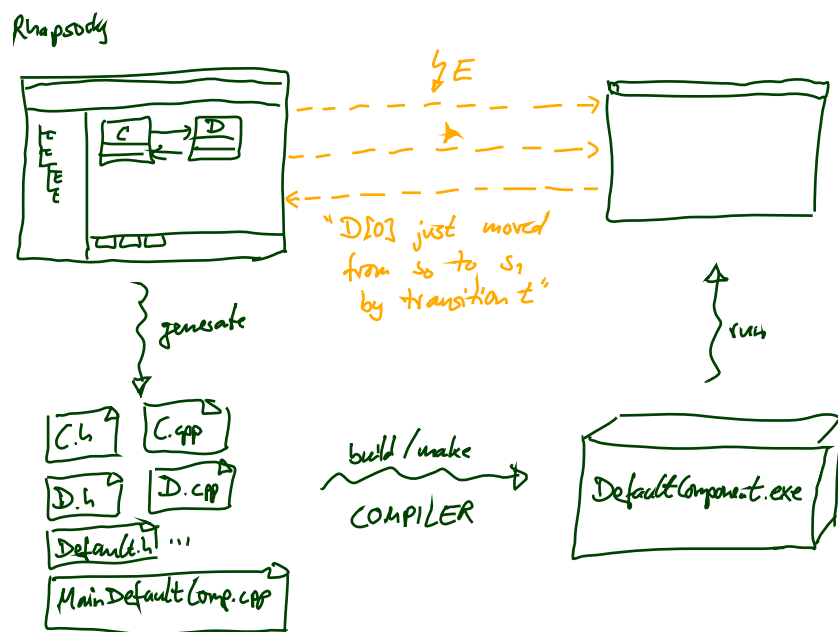 Rhapsody
E
C
D
"D[0] just moved
from s0 to s1
by transition t"
generate
run
C.h
C.cpp
build/make
D.h
D.cpp
DefaultComponent.exe
COMPILER
Default.h ...
MainDefaultComp.cpp